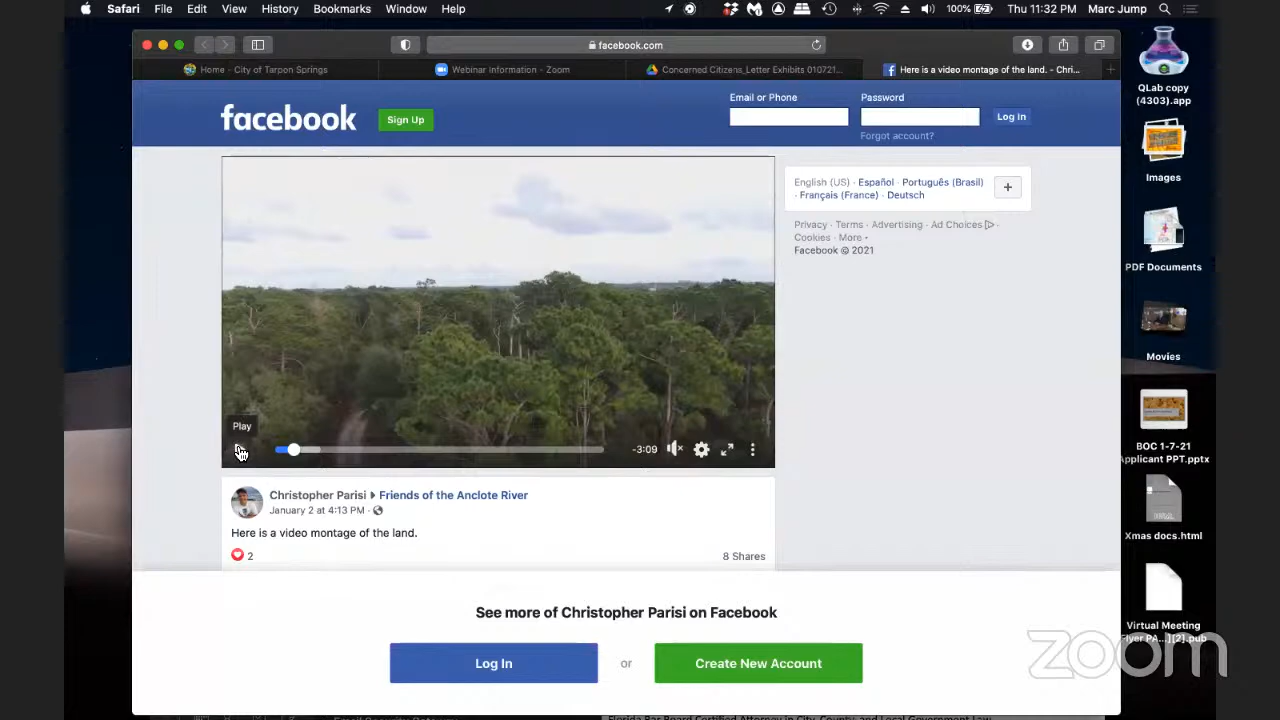 Safari File Edit View History Bookmarks Window Help 100% Thu 11:32 PM Marc Jump
facebook.com
Home - City of Tarpon Springs
Webinar Information - Zoom
Concerned Citizens_Letter Exhibits 010721...
Here is a video montage of the land. - Chri...
facebook
Sign Up
Email or Phone
Password
Log In
Forgot account?
English (US) · Español · Português (Brasil)
· Français (France) · Deutsch
+
Privacy · Terms · Advertising · Ad Choices ·
Cookies · More
Facebook © 2021
Play
-3:09
Christopher Parisi Friends of the Anclote River
January 2 at 4:13 PM ·
Here is a video montage of the land.
2
8 Shares
See more of Christopher Parisi on Facebook
Log In
or
Create New Account
QLab copy
(4303).app
Images
PDF Documents
Movies
BOC 1-7-21
Applicant PPT.pptx
HTML
Xmas docs.html
Virtual Meeting
Flyer PA...][2].pub
zoom